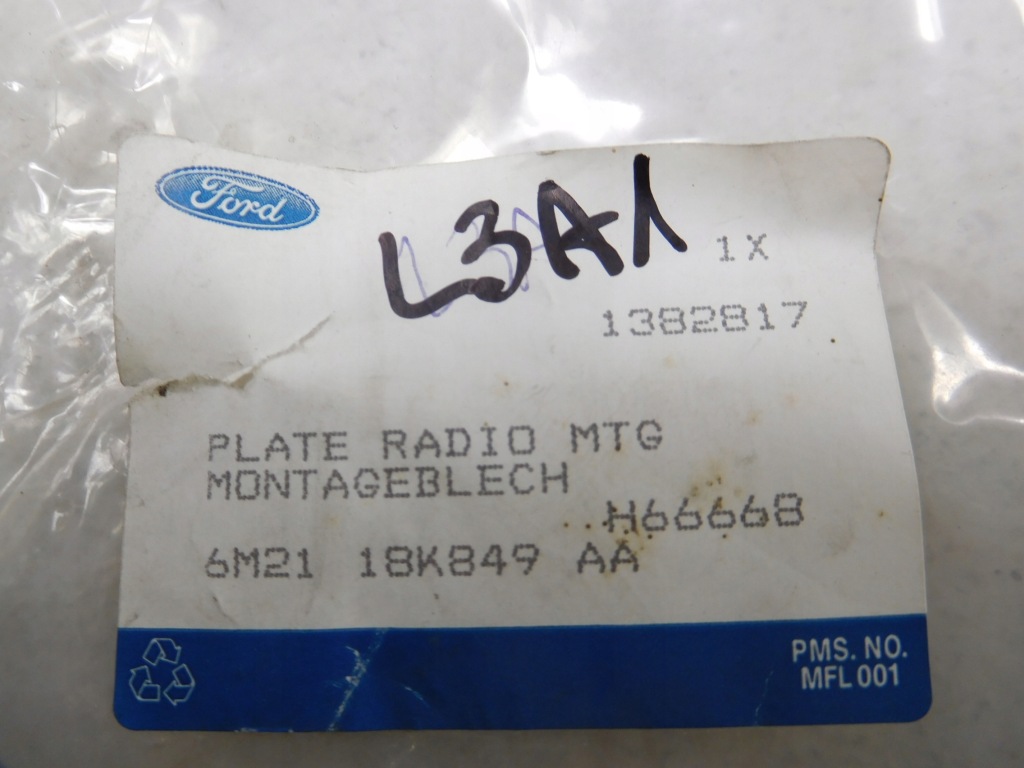 Ford
L3A1
1X
1382817
PLATE RADIO MTG
MONTAGEBLECH
H66668
6M21 18K849 AA
PMS. NO.
MFL 001